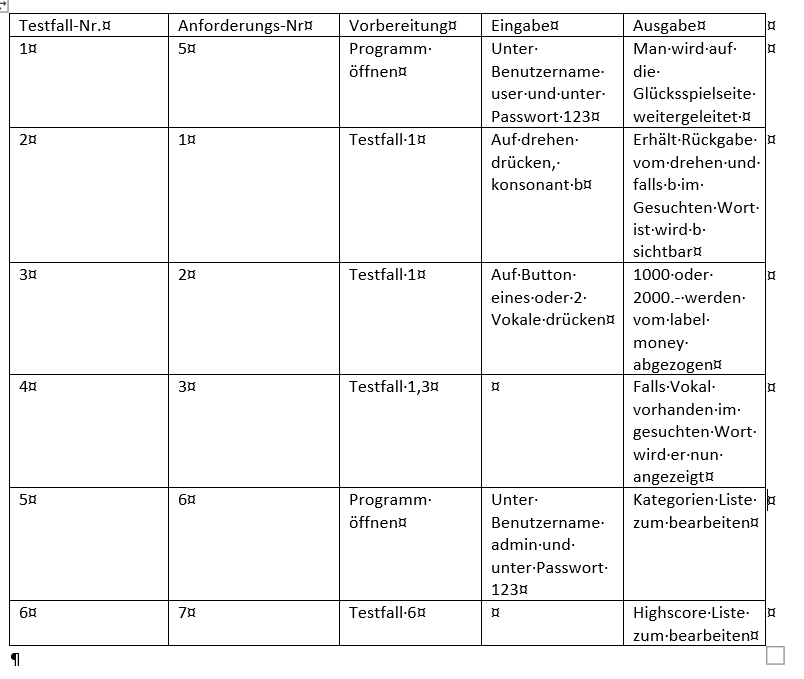 Testfall-Nr.¤ Anforderungs-Nr¤ Vorbereitung¤ Eingabe¤ Ausgabe¤ ¤
1¤ 5¤ Programm· Unter· Man·wird·auf· ¤
öffnen¤ Benutzername· die·
user·und·unter· Glücksspielseite·
Passwort·123¤ weitergeleitet·¤
2¤ 1¤ Testfall·1¤ Auf·drehen· Erhält·Rückgabe· ¤
drücken,· vom·drehen·und·
konsonant·b¤ falls·b·im·
Gesuchten·Wort·
ist·wird·b·
sichtbar¤
3¤ 2¤ Testfall·1¤ Auf·Button· 1000·oder· ¤
eines·oder·2· 2000.-·werden·
Vokale·drücken¤ vom·label·
money·
abgezogen¤
4¤ 3¤ Testfall·1,3¤ ¤ Falls·Vokal· ¤
vorhanden·im·
gesuchten·Wort·
wird·er·nun·
angezeigt¤
5¤ 6¤ Programm· Unter· Kategorien·Liste· ¤
öffnen¤ Benutzername· zum·bearbeiten¤
admin·und·
unter·Passwort·
123¤
6¤ 7¤ Testfall·6¤ ¤ Highscore·Liste· ¤
zum·bearbeiten¤
¶